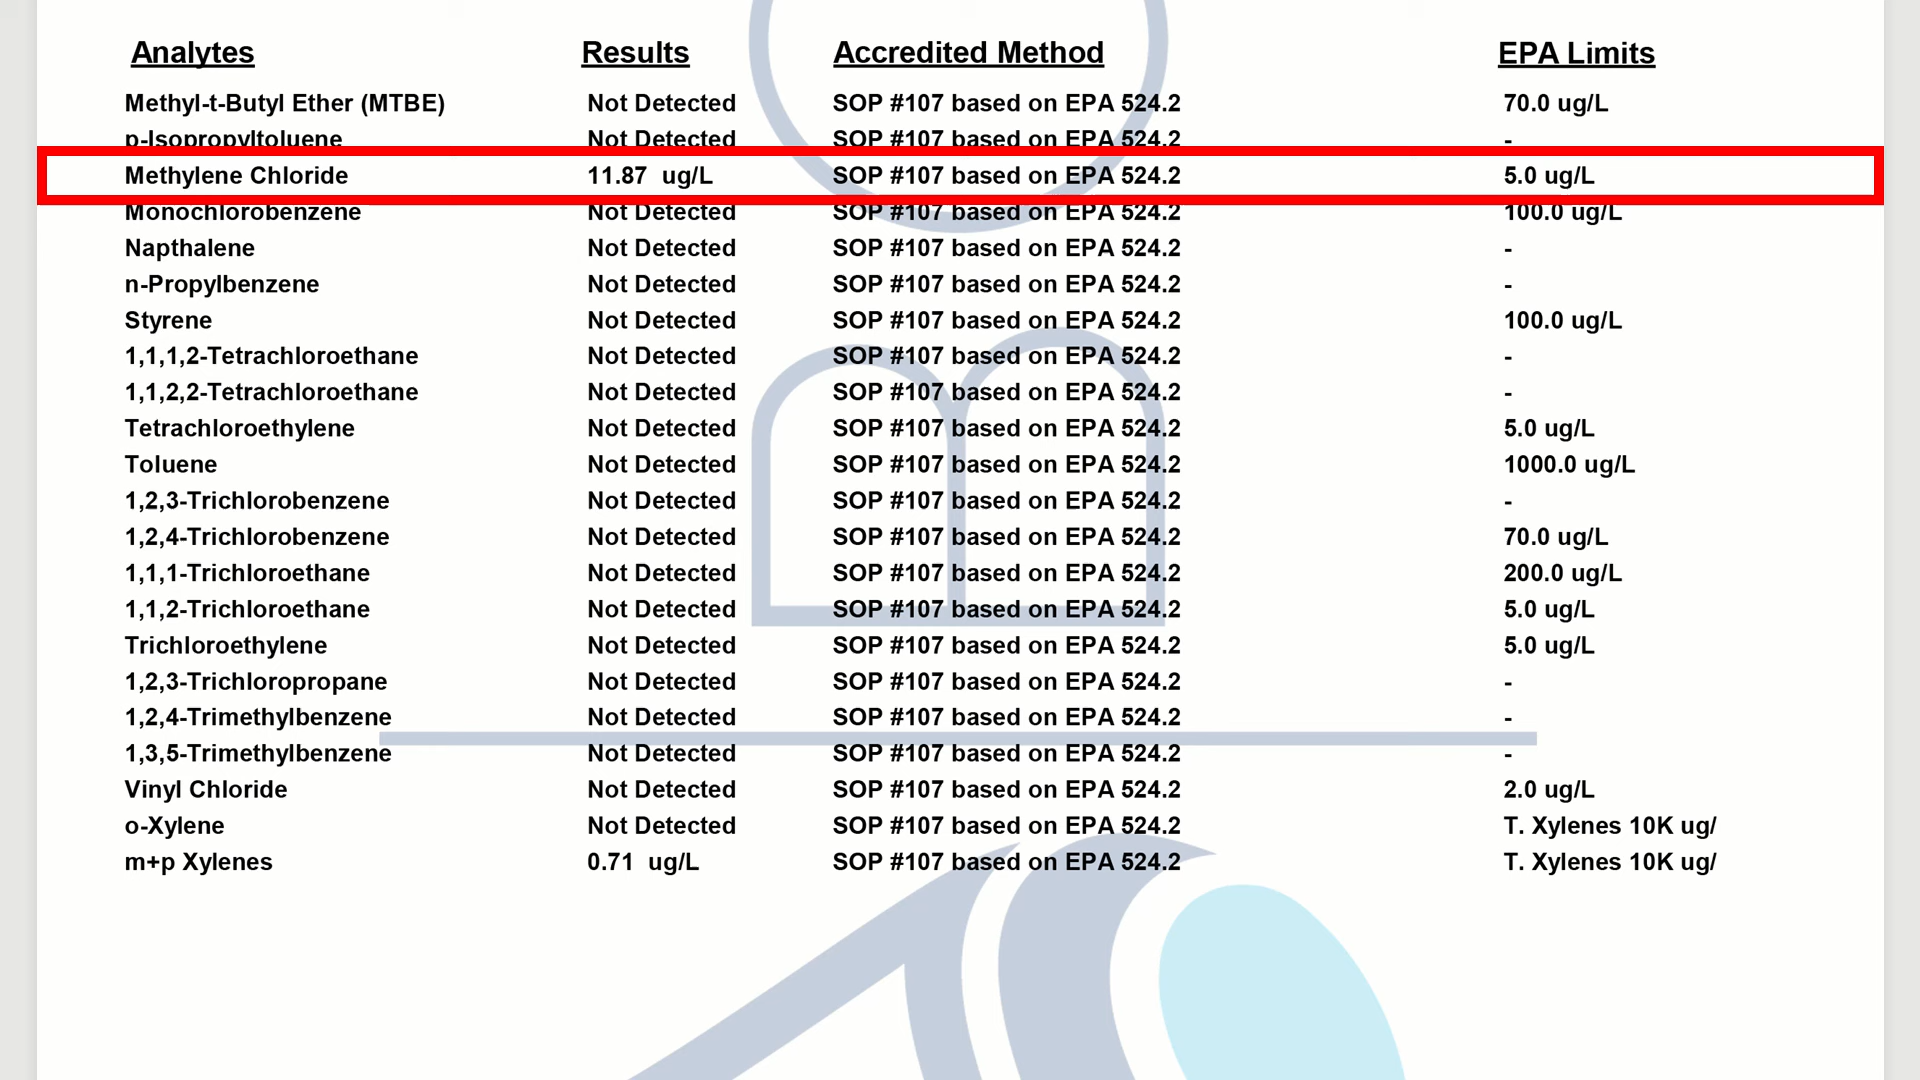 Analytes Results Accredited Method EPA Limits
Methyl-t-Butyl Ether (MTBE) Not Detected SOP #107 based on EPA 524.2 70.0 ug/L
p-Isopropyltoluene Not Detected SOP #107 based on EPA 524.2 -
Methylene Chloride 11.87 ug/L SOP #107 based on EPA 524.2 5.0 ug/L
Monochlorobenzene Not Detected SOP #107 based on EPA 524.2 100.0 ug/L
Napthalene Not Detected SOP #107 based on EPA 524.2 -
n-Propylbenzene Not Detected SOP #107 based on EPA 524.2 -
Styrene Not Detected SOP #107 based on EPA 524.2 100.0 ug/L
1,1,1,2-Tetrachloroethane Not Detected SOP #107 based on EPA 524.2 -
1,1,2,2-Tetrachloroethane Not Detected SOP #107 based on EPA 524.2 -
Tetrachloroethylene Not Detected SOP #107 based on EPA 524.2 5.0 ug/L
Toluene Not Detected SOP #107 based on EPA 524.2 1000.0 ug/L
1,2,3-Trichlorobenzene Not Detected SOP #107 based on EPA 524.2 -
1,2,4-Trichlorobenzene Not Detected SOP #107 based on EPA 524.2 70.0 ug/L
1,1,1-Trichloroethane Not Detected SOP #107 based on EPA 524.2 200.0 ug/L
1,1,2-Trichloroethane Not Detected SOP #107 based on EPA 524.2 5.0 ug/L
Trichloroethylene Not Detected SOP #107 based on EPA 524.2 5.0 ug/L
1,2,3-Trichloropropane Not Detected SOP #107 based on EPA 524.2 -
1,2,4-Trimethylbenzene Not Detected SOP #107 based on EPA 524.2 -
1,3,5-Trimethylbenzene Not Detected SOP #107 based on EPA 524.2 -
Vinyl Chloride Not Detected SOP #107 based on EPA 524.2 2.0 ug/L
o-Xylene Not Detected SOP #107 based on EPA 524.2 T. Xylenes 10K ug/
m+p Xylenes 0.71 ug/L SOP #107 based on EPA 524.2 T. Xylenes 10K ug/